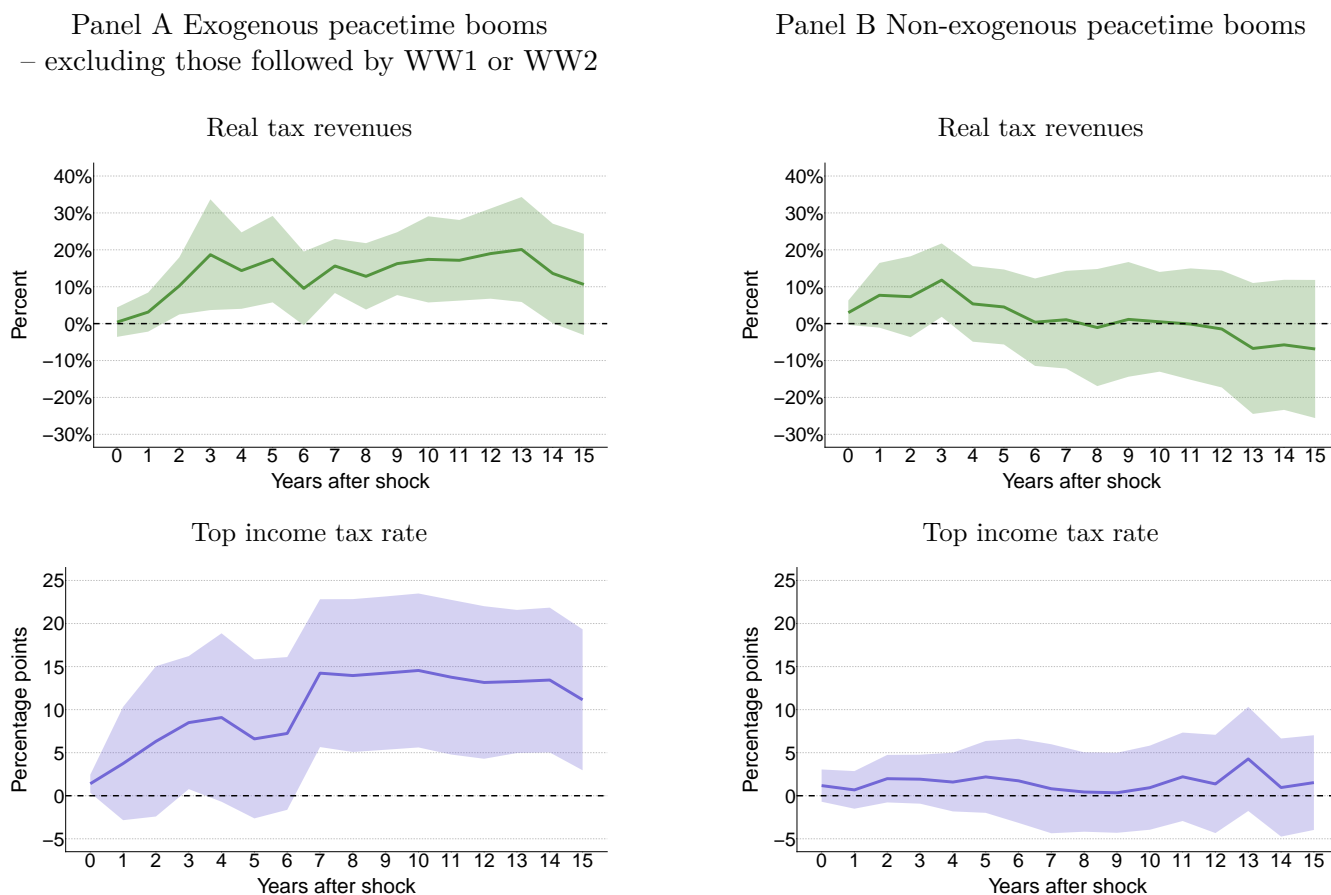 Panel A Exogenous peacetime booms
– excluding those followed by WW1 or WW2
Real tax revenues
Percent
40%
30%
20%
10%
0%
−10%
−20%
−30%
0 1 2 3 4 5 6 7 8 9 10 11 12 13 14 15
Years after shock
Top income tax rate
Percentage points
25
20
15
10
5
0
−5
0 1 2 3 4 5 6 7 8 9 10 11 12 13 14 15
Years after shock
Panel B Non-exogenous peacetime booms
Real tax revenues
Percent
40%
30%
20%
10%
0%
−10%
−20%
−30%
0 1 2 3 4 5 6 7 8 9 10 11 12 13 14 15
Years after shock
Top income tax rate
Percentage points
25
20
15
10
5
0
−5
0 1 2 3 4 5 6 7 8 9 10 11 12 13 14 15
Years after shock